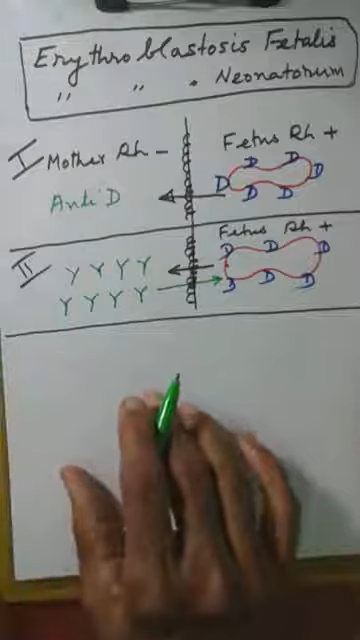 Erythroblastosis Fetalis
" " . Neonatorum
I Mother Rh -
Fetus Rh +
D D D D D D
Anti D
II
Fetus Rh +
Y Y Y Y
D D D
Y Y Y Y
D D D